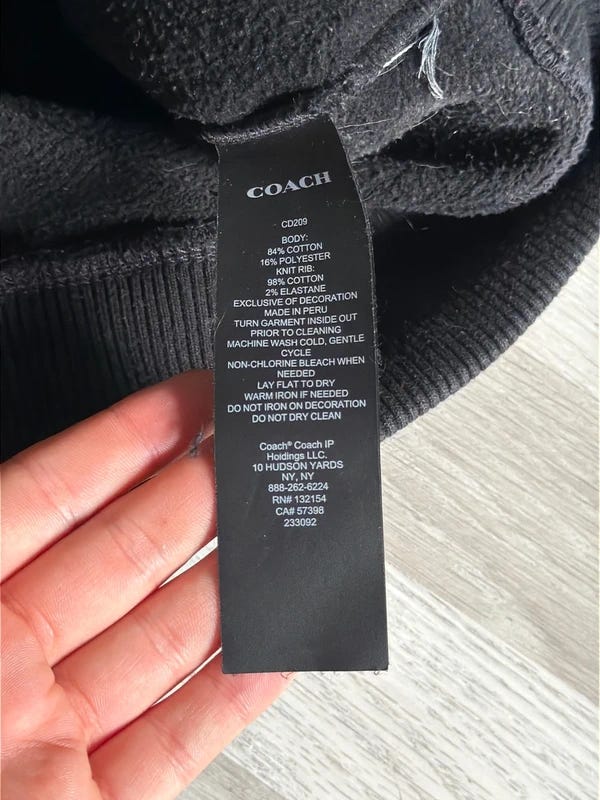 COACH
CD209
BODY:
84% COTTON
16% POLYESTER
KNIT RIB:
98% COTTON
2% ELASTANE
EXCLUSIVE OF DECORATION
MADE IN PERU
TURN GARMENT INSIDE OUT
PRIOR TO CLEANING
MACHINE WASH COLD, GENTLE
CYCLE
NON-CHLORINE BLEACH WHEN
NEEDED
LAY FLAT TO DRY
WARM IRON IF NEEDED
DO NOT IRON ON DECORATION
DO NOT DRY CLEAN
Coach® Coach IP
Holdings LLC.
10 HUDSON YARDS
NY, NY
888-262-6224
RN# 132154
CA# 57398
233092